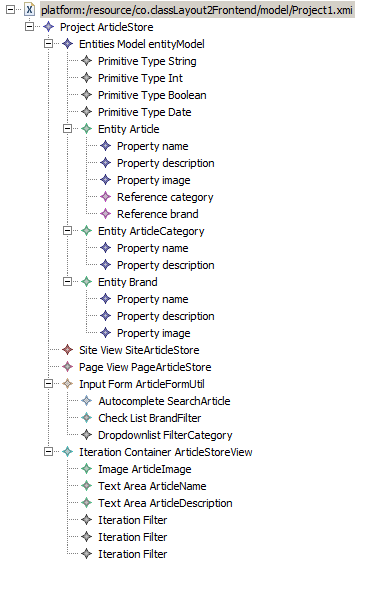 platform:/resource/co.classLayout2Frontend/model/Project1.xmi
Project ArticleStore
Entities Model entityModel
Primitive Type String
Primitive Type Int
Primitive Type Boolean
Primitive Type Date
Entity Article
Property name
Property description
Property image
Reference category
Reference brand
Entity ArticleCategory
Property name
Property description
Entity Brand
Property name
Property description
Property image
Site View SiteArticleStore
Page View PageArticleStore
Input Form ArticleFormUtil
Autocomplete SearchArticle
Check List BrandFilter
Dropdownlist FilterCategory
Iteration Container ArticleStoreView
Image ArticleImage
Text Area ArticleName
Text Area ArticleDescription
Iteration Filter
Iteration Filter
Iteration Filter